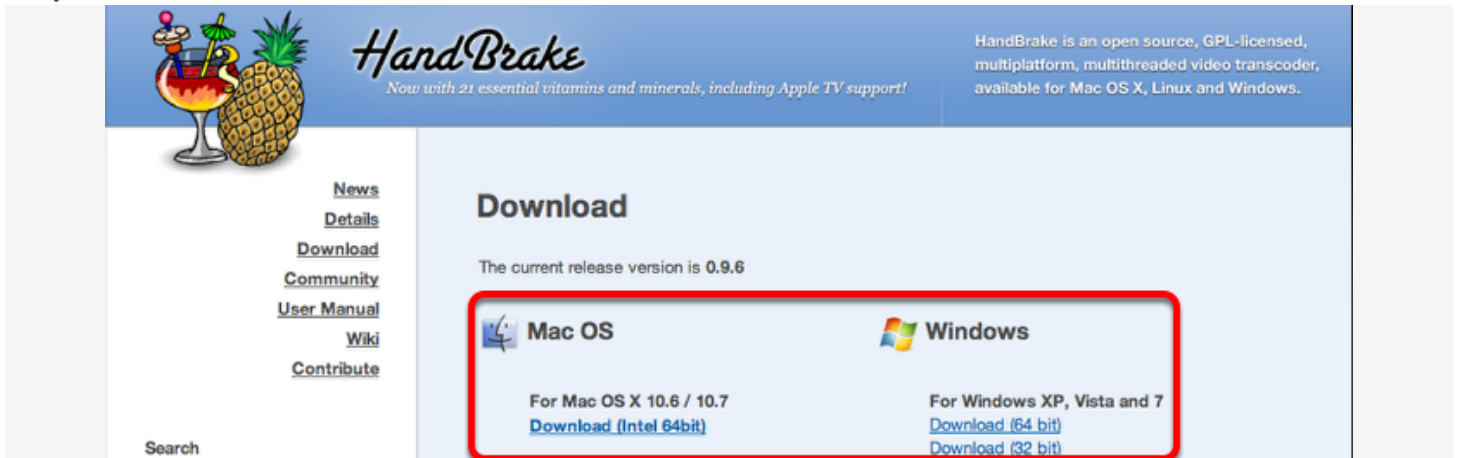 HandBrake
Now with 21 essential vitamins and minerals, including Apple TV support!
HandBrake is an open source, GPL-licensed,
multiplatform, multithreaded video transcoder,
available for Mac OS X, Linux and Windows.
News
Details
Download
Community
User Manual
Wiki
Contribute
Search
Download
The current release version is 0.9.6
Mac OS
For Mac OS X 10.6 / 10.7
Download (Intel 64bit)
Windows
For Windows XP, Vista and 7
Download (64 bit)
Download (32 bit)